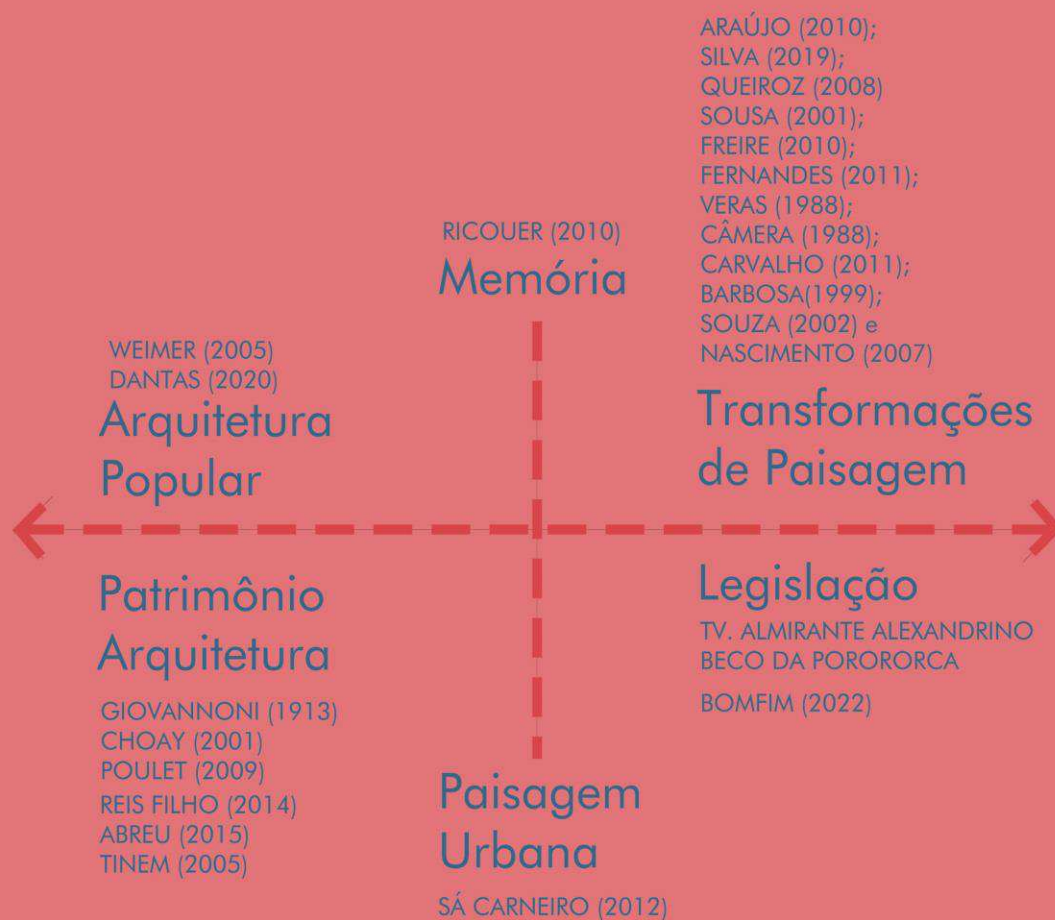 ARAÚJO (2010);
SILVA (2019);
QUEIROZ (2008)
SOUSA (2001);
FREIRE (2010);
FERNANDES (2011);
VERAS (1988);
CÂMERA (1988);
CARVALHO (2011);
BARBOSA(1999);
SOUZA (2002) e
NASCIMENTO (2007)
Transformações
de Paisagem
RICOUER (2010)
Memória
WEIMER (2005)
DANTAS (2020)
Arquitetura
Popular
Patrimônio
Arquitetura
GIOVANNONI (1913)
CHOAY (2001)
POULET (2009)
REIS FILHO (2014)
ABREU (2015)
TINEM (2005)
Legislação
TV. ALMIRANTE ALEXANDRINO
BECO DA POROROROCA
BOMFIM (2022)
Paisagem
Urbana
SÁ CARNEIRO (2012)